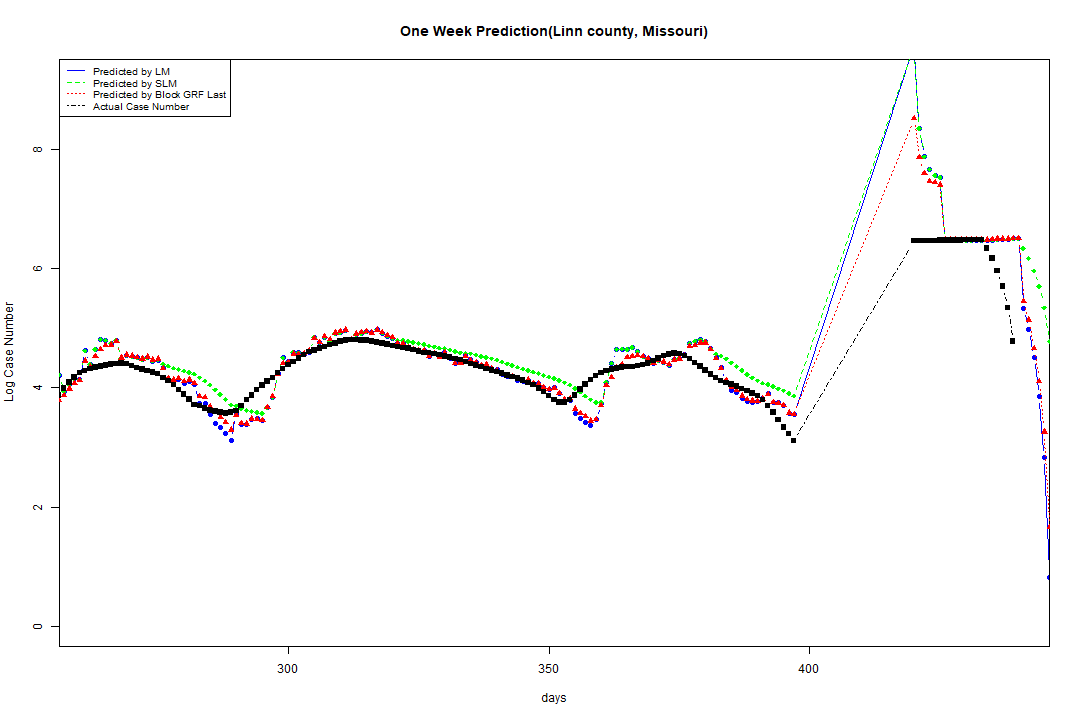 One Week Prediction(Linn county, Missouri)
Predicted by LM
Predicted by SLM
Predicted by Block GRF Last
Actual Case Number
Log Case Number
8
6
4
2
0
300
350
400
days